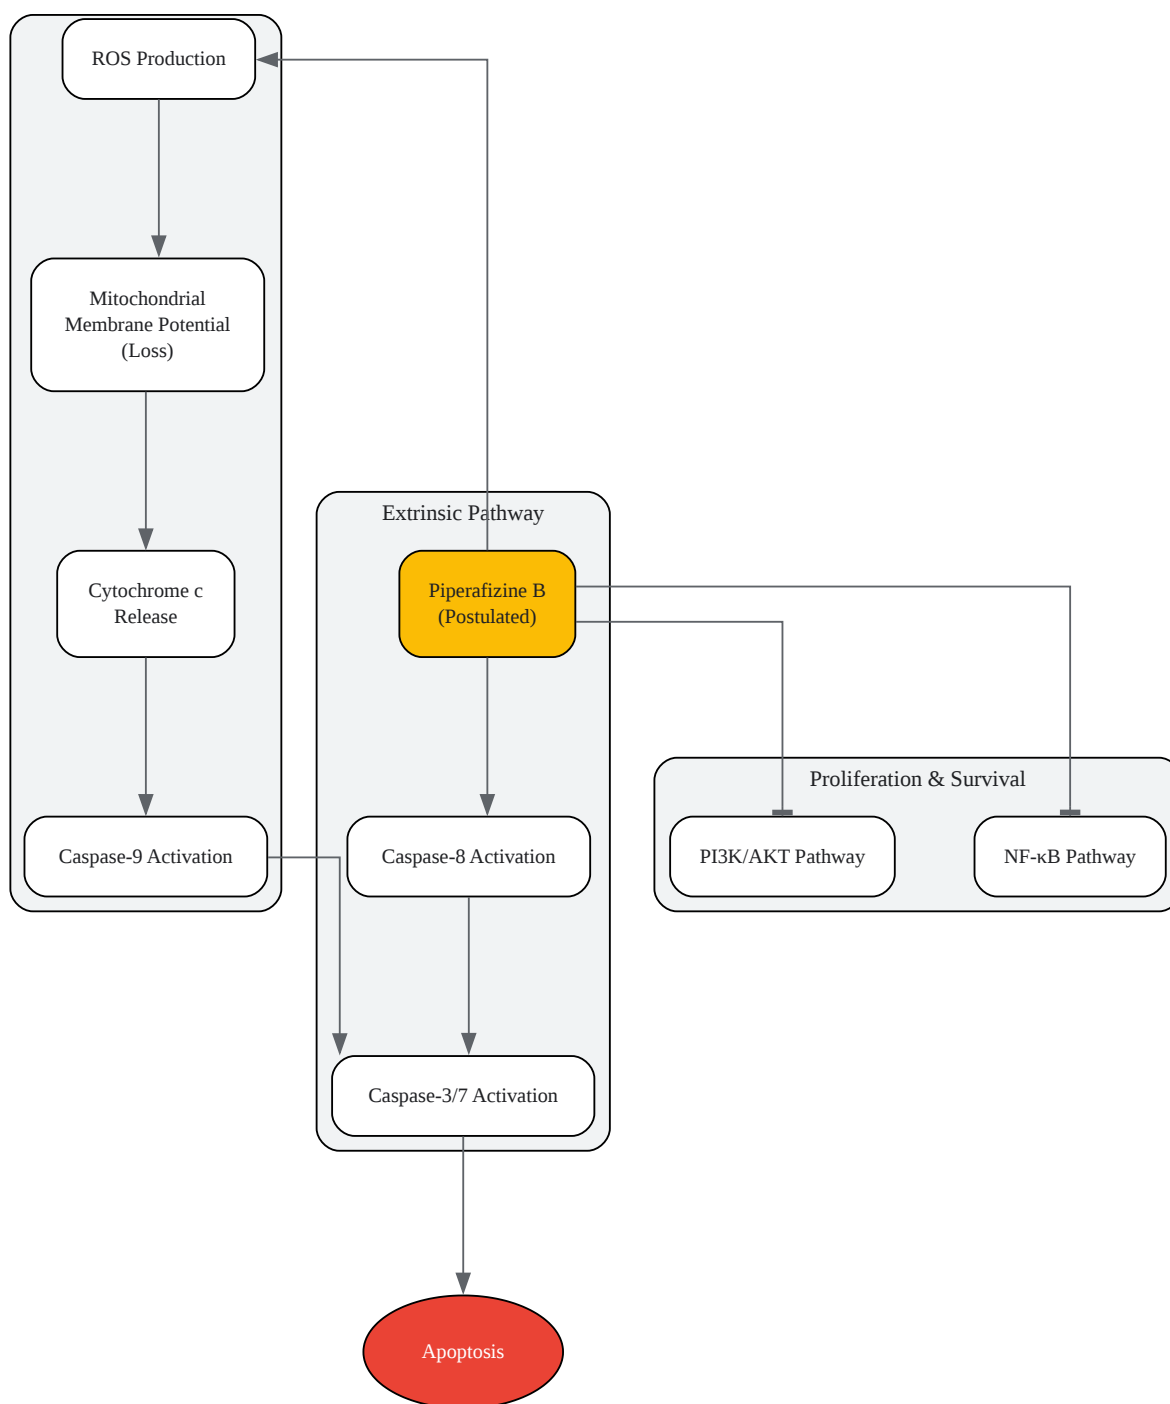 ROS Production
Mitochondrial
Membrane Potential
(Loss)
Cytochrome c
Release
Caspase-9 Activation
Extrinsic Pathway
Piperafizine B
(Postulated)
Caspase-8 Activation
Caspase-3/7 Activation
Proliferation & Survival
PI3K/AKT Pathway
NF-κB Pathway
Apoptosis